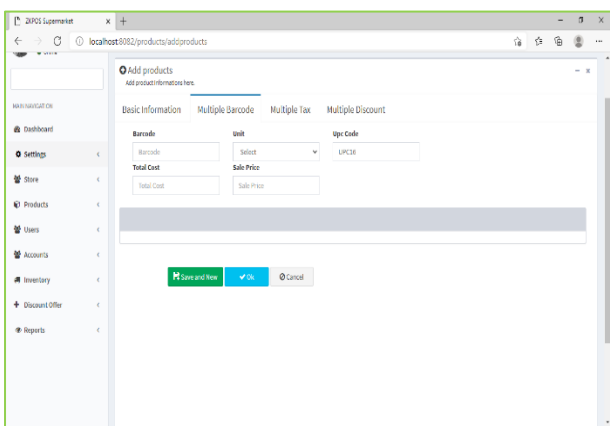 ZKPOS Supermarket
localhost:8082/products/addproducts
Add products
Add product informations here.
MAIN NAVIGATION
Dashboard
Settings
Store
Products
Users
Accounts
Inventory
Discount Offer
Reports
Basic Information Multiple Barcode Multiple Tax Multiple Discount
Barcode Unit Upc Code
Barcode Select UPC16
Total Cost Sale Price
Total Cost Sale Price
Save and New Ok Cancel